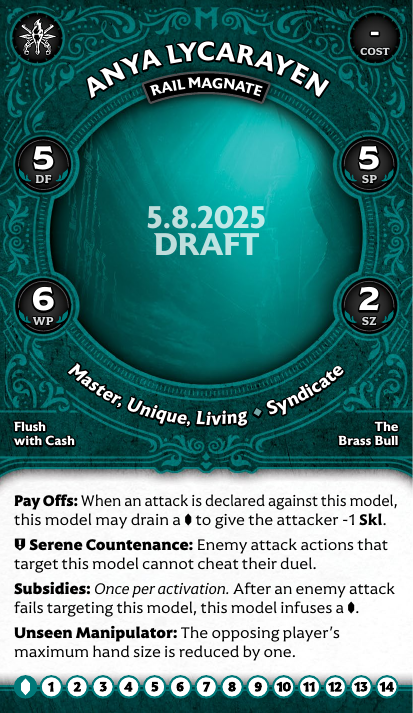 -
COST
ANYA LYCARAYEN
RAIL MAGNATE
5
DF
5
SP
5.8.2025
DRAFT
6
WP
2
SZ
Master, Unique, Living ⬩ Syndicate
Flush
with Cash
The
Brass Bull
Pay Offs: When an attack is declared against this model,
this model may drain a ⬮ to give the attacker -1 Skl.
Serene Countenance: Enemy attack actions that
target this model cannot cheat their duel.
Subsidies: Once per activation. After an enemy attack
fails targeting this model, this model infuses a ⬮.
Unseen Manipulator: The opposing player’s
maximum hand size is reduced by one.
1 2 3 4 5 6 7 8 9 10 11 12 13 14